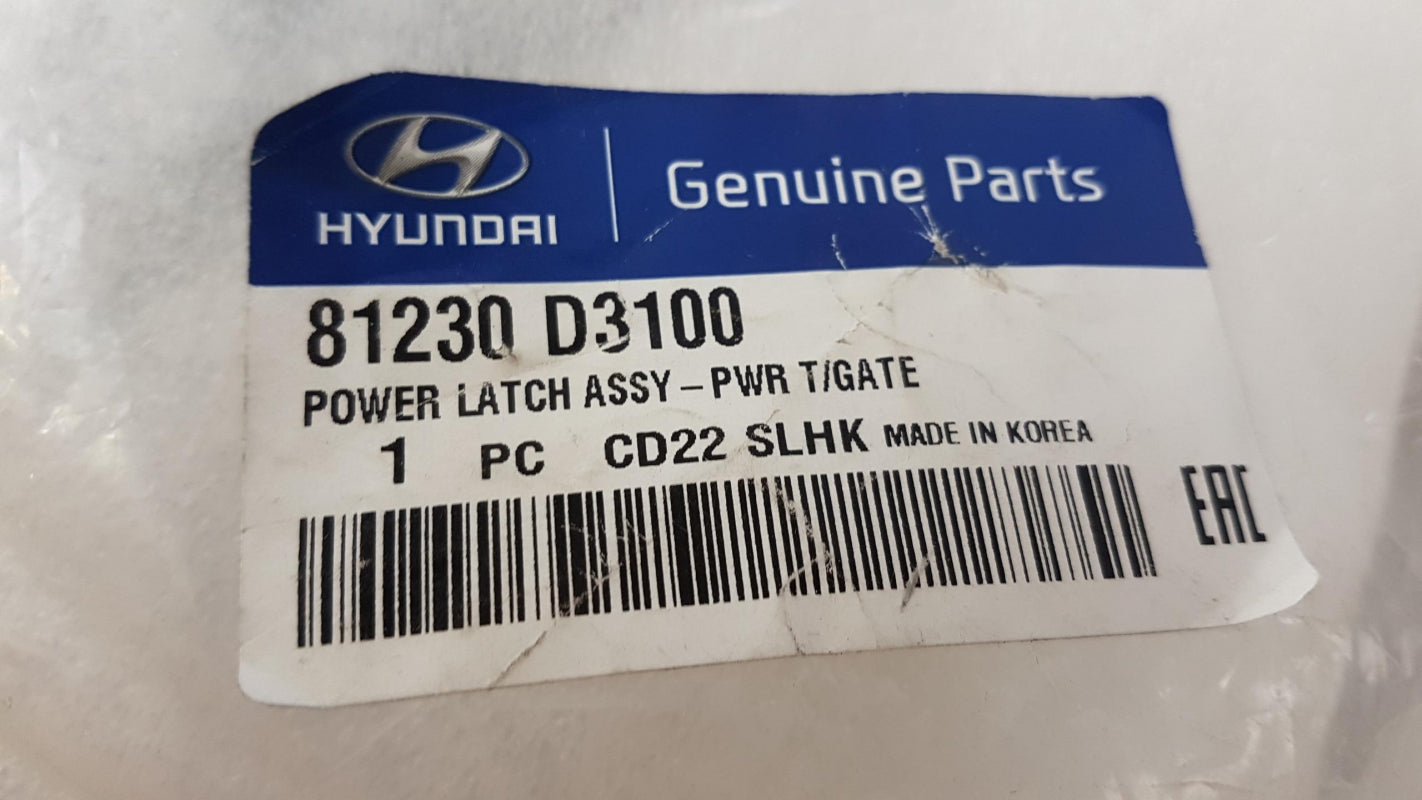 HYUNDAI
Genuine Parts
81230 D3100
POWER LATCH ASSY – PWR T/GATE
1 PC CD22 SLHK MADE IN KOREA
EAC